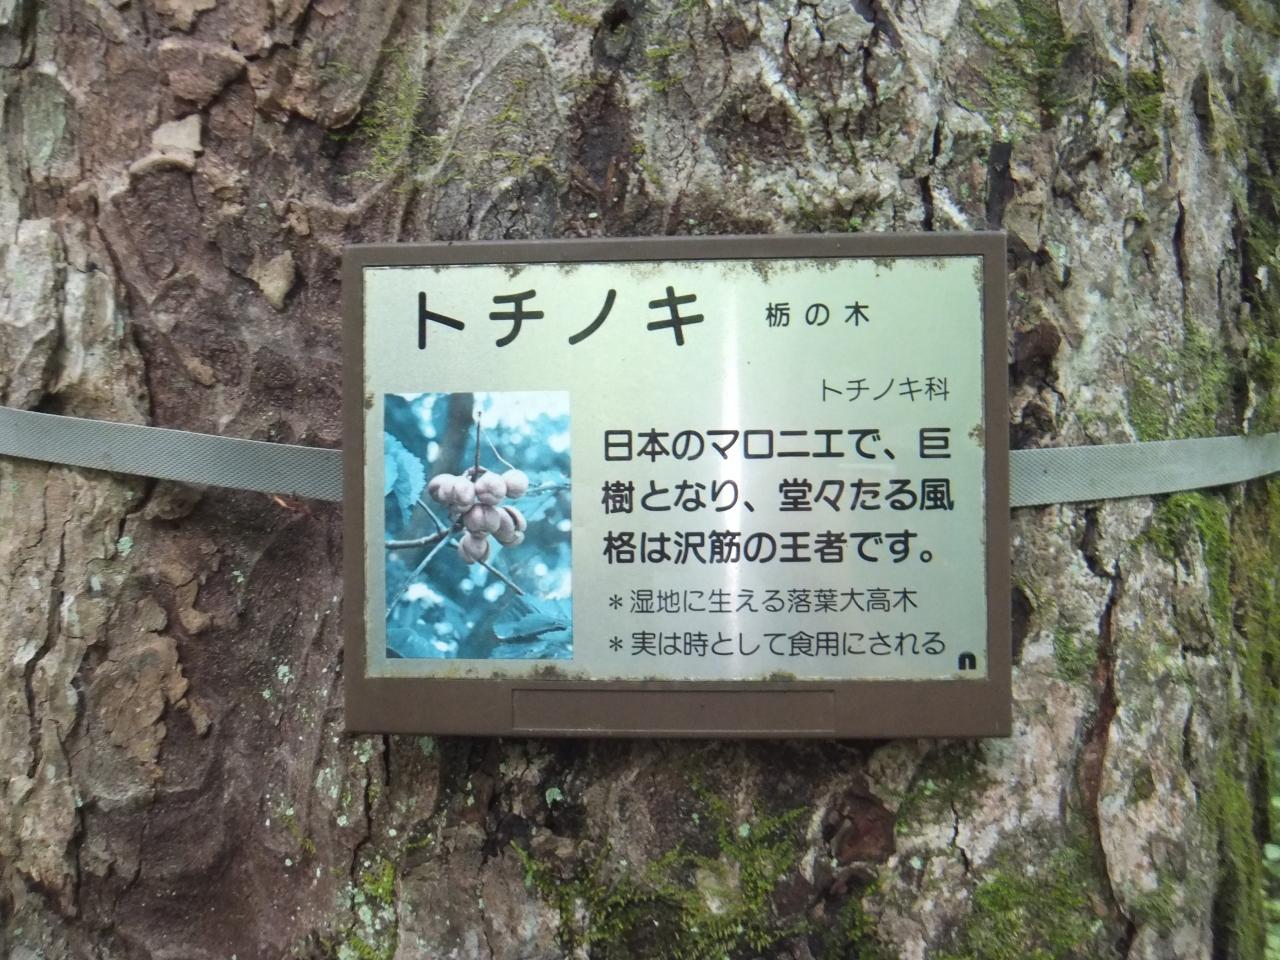 トチノキ 栃の木
トチノキ科
日本のマロニエで、巨
樹となり、堂々たる風
格は沢筋の王者です。
＊湿地に生える落葉大高木
＊実は時として食用にされる